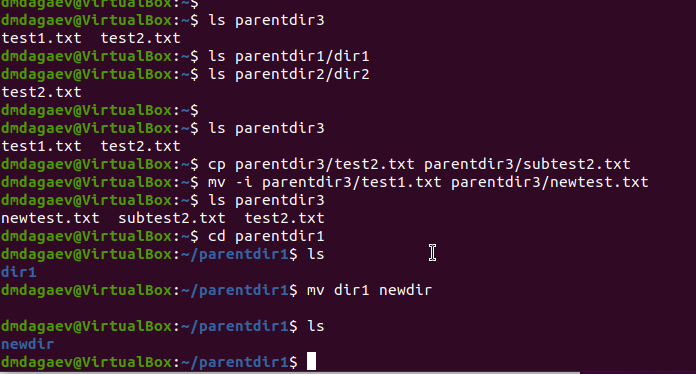 dmdagaev@VirtualBox:~$
dmdagaev@VirtualBox:~$ ls parentdir3
test1.txt  test2.txt
dmdagaev@VirtualBox:~$ ls parentdir1/dir1
dmdagaev@VirtualBox:~$ ls parentdir2/dir2
test2.txt
dmdagaev@VirtualBox:~$
dmdagaev@VirtualBox:~$ ls parentdir3
test1.txt  test2.txt
dmdagaev@VirtualBox:~$ cp parentdir3/test2.txt parentdir3/subtest2.txt
dmdagaev@VirtualBox:~$ mv -i parentdir3/test1.txt parentdir3/newtest.txt
dmdagaev@VirtualBox:~$ ls parentdir3
newtest.txt  subtest2.txt  test2.txt
dmdagaev@VirtualBox:~$ cd parentdir1
dmdagaev@VirtualBox:~/parentdir1$ ls
dir1
dmdagaev@VirtualBox:~/parentdir1$ mv dir1 newdir
dmdagaev@VirtualBox:~/parentdir1$ ls
newdir
dmdagaev@VirtualBox:~/parentdir1$